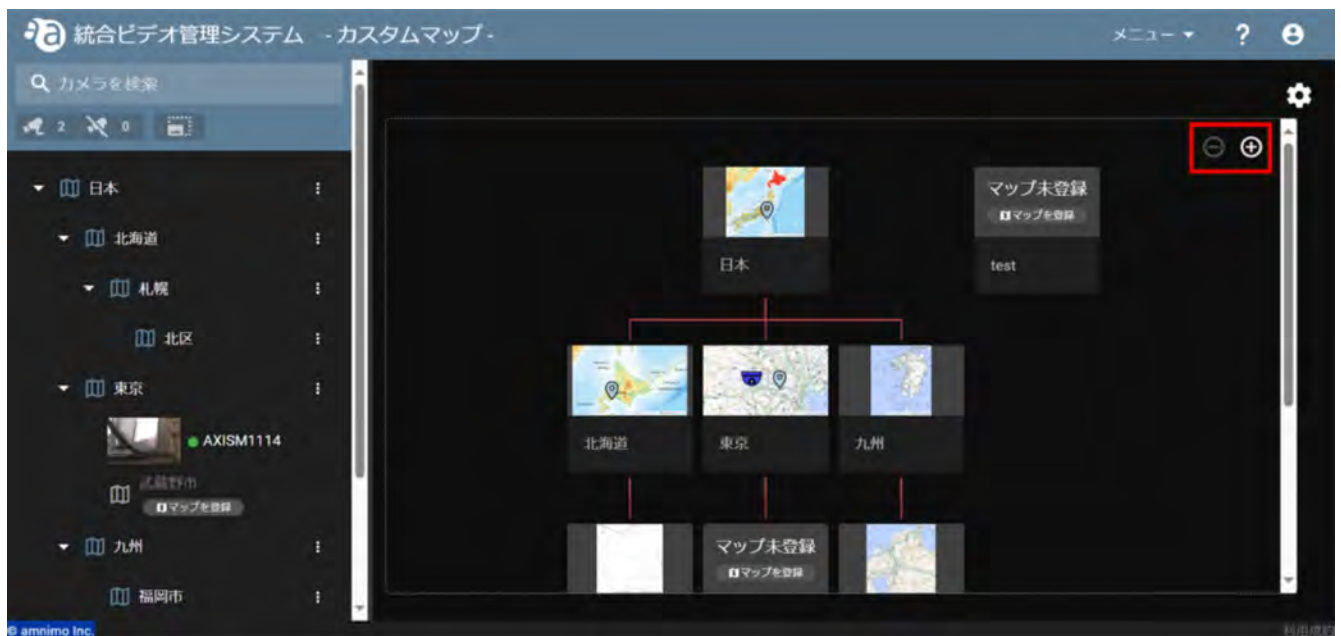 統合ビデオ管理システム - カスタムマップ -
メニュー ?
カメラを検索
2 0
日本
北海道
札幌
北区
東京
AXISM1114
武蔵野市
マップを登録
九州
福岡市
マップ未登録
マップを登録
日本
test
北海道
東京
九州
マップ未登録
マップを登録
© amnimo Inc.
利用規約